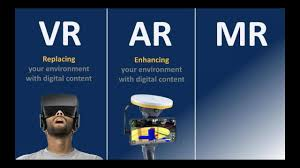 VR
Replacing
your environment
with digital content
AR
Enhancing
your environment
with digital content
MR